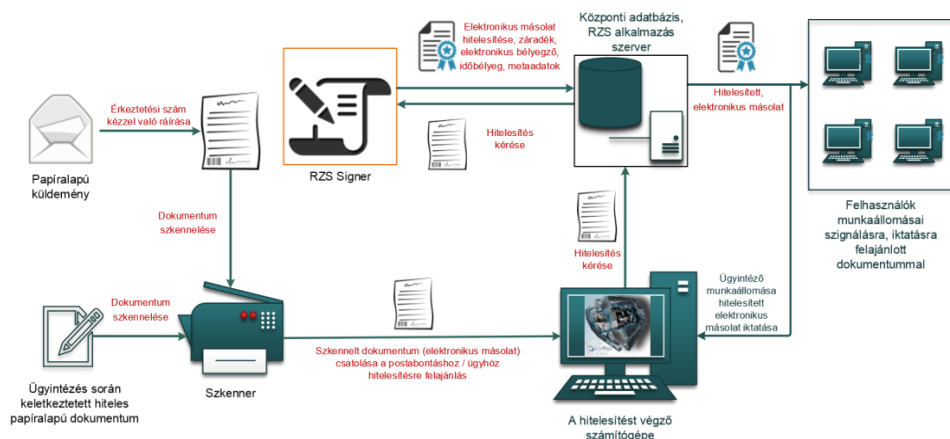 Elektronikus másolat
hitelesítése, záradék,
elektronikus bélyegző,
időbélyeg, metaadatok
Központi adatbázis,
RZS alkalmazás
szerver
Érkeztetési szám
kézzel való ráírása
Hitelesített,
elektronikus másolat
Hitelesítés
kérése
Papíralapú
küldemény
RZS Signer
Felhasználók
munkaállomásai
szignálásra, iktatásra
felajánlott
dokumentummal
Dokumentum
szkennelése
Hitelesítés
kérése
Ügyintéző
munkaállomása
hitelesített
elektronikus
másolat iktatása
Dokumentum
szkennelése
Szkennelt dokumentum (elektronikus másolat)
csatolása a postabontáshoz / ügyhöz
hitelesítésre felajánlás
Ügyintézés során
keletkeztetett hiteles
papíralapú dokumentum
Szkenner
A hitelesítést végző
számítógépe